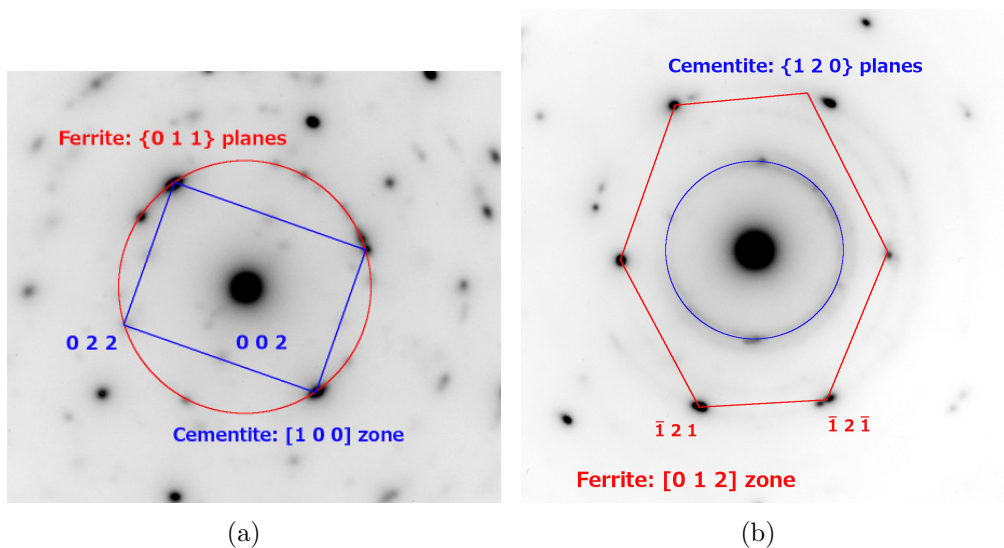 Ferrite: {0 1 1} planes
0 2 2
0 0 2
Cementite: [1 0 0] zone
(a)
Cementite: {1 2 0} planes
1̅ 2 1
1̅ 2 1̅
Ferrite: [0 1 2] zone
(b)